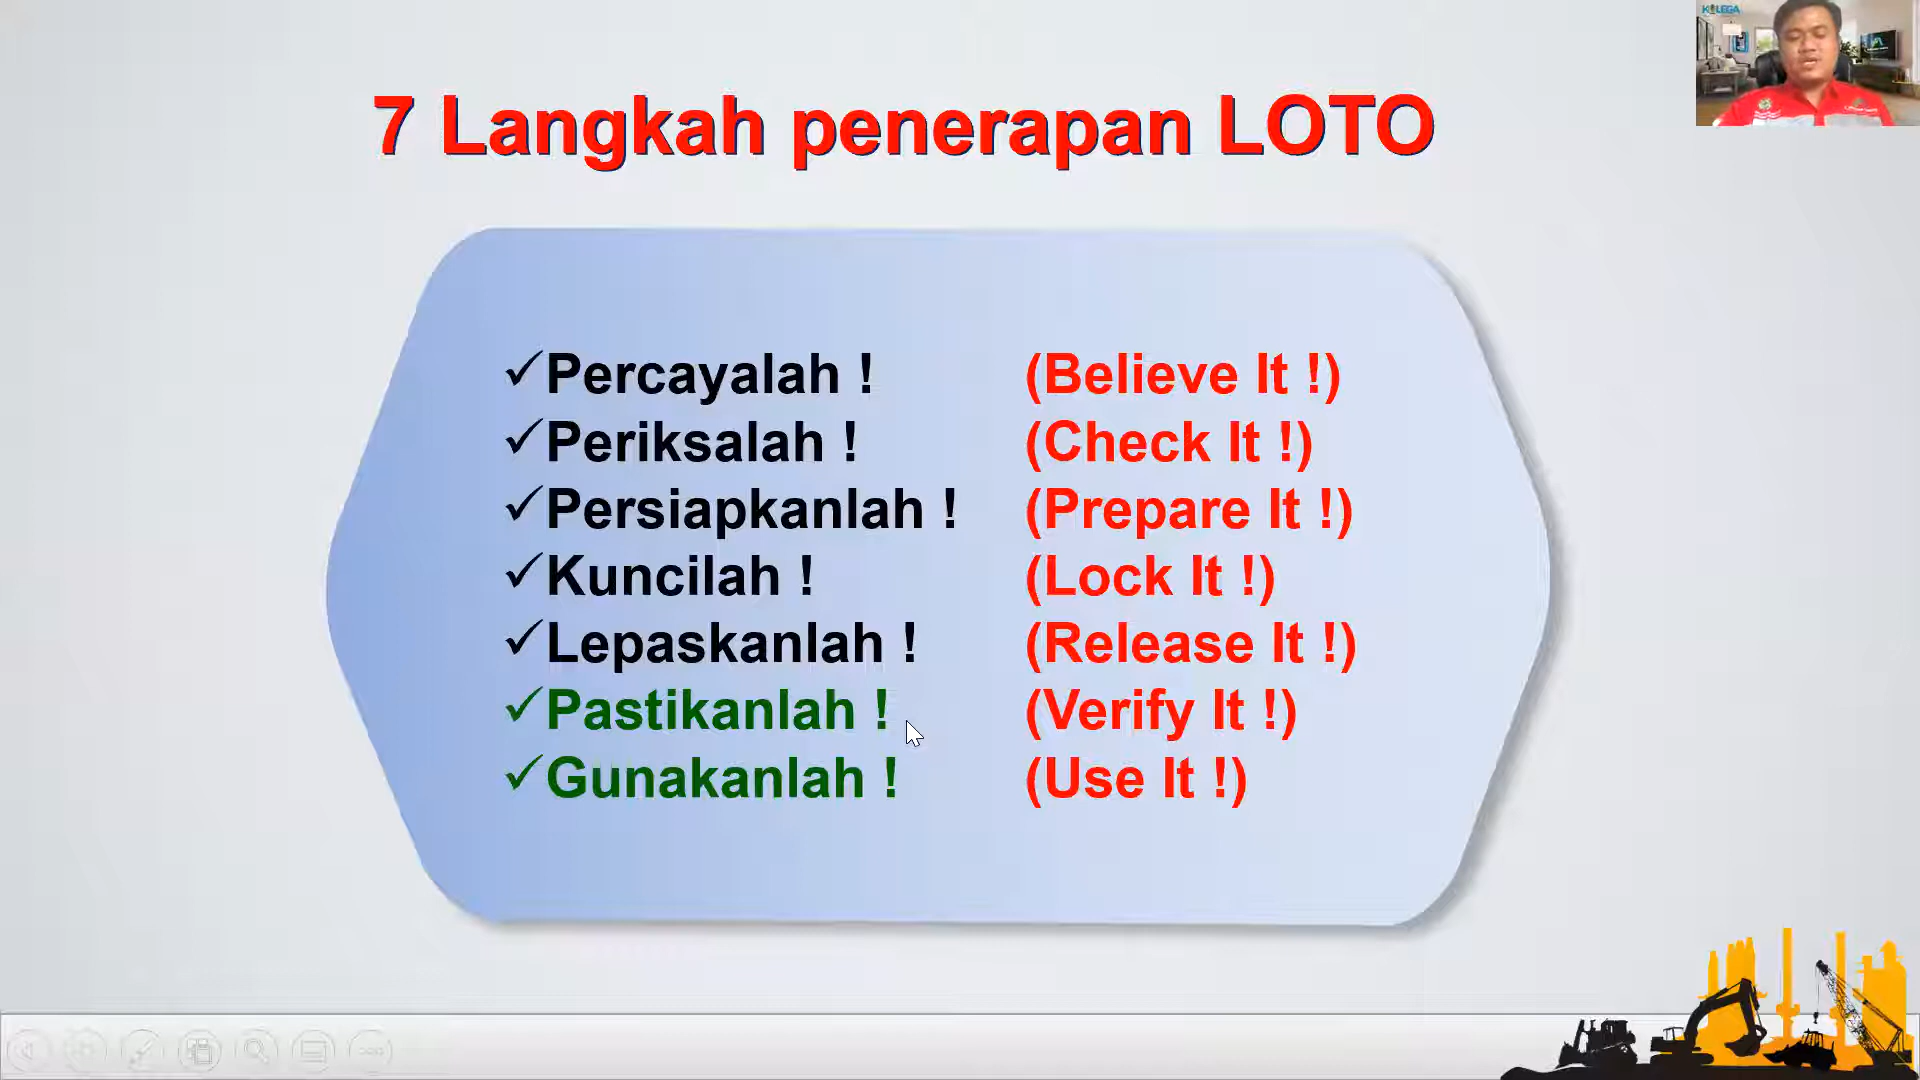 KOLEGA
7 Langkah penerapan LOTO
✓Percayalah ! (Believe It !)
✓Periksalah ! (Check It !)
✓Persiapkanlah ! (Prepare It !)
✓Kuncilah ! (Lock It !)
✓Lepaskanlah ! (Release It !)
✓Pastikanlah ! (Verify It !)
✓Gunakanlah ! (Use It !)